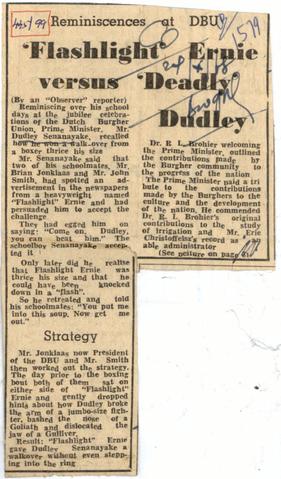 445/99
Reminiscences at DBU
1579
'Flashlight' Ernie
versus 'Deadly'
Dudley
(By an "Observer" reporter)
Reminiscing over his school
days at the jubilee celebra-
tions of the Dutch Burgher
Union, Prime Minister, Mr.
Dudley Senanayake, recalled
how he won a walk-over from
a boxer thrice his size
Mr. Senanayake said that
two of his schoolmates, Mr.
Brian Jonklaas and Mr. John
Smith, had spotted an ad-
vertisement in the newspapers
from a heavyweight named
"Flashlight" Ernie and had
persuaded him to accept the
challenge
They had egged him on
saying: "Come on, Dudley,
you can beat him." The
schoolboy Senanayake accep-
ted it
Only later did he realise
that Flashlight Ernie was
thrice his size and that he
could have been knocked
down in a "flash".
So he retreated and told
his schoolmates: "You put me
into this soup, Now get me
out."
Strategy
Mr. Jonklaas now President
of the DBU and Mr. Smith
then worked out the strategy.
The day prior to the boxing
bout both of them sat on
either side of "Flashlight"
Ernie and gently dropped
hints about how Dudley broke
the arm of a jumbo-size figh-
ter, bashed the nose of a
Goliath and dislocated the
jaw of a Gulliver.
Result: "Flashlight" Ernie
gave Dudley Senanayake a
walkover without even step-
ping into the ring
Dr. R. L. Brohier welcoming the
Prime Minister, outlined
the contributions made by
the Burgher community to
the progress of the nation
The Prime Minister paid a tri
bute to the contributions
made by the Burghers to the
culture and the development
of the nation. He commended
Dr. R. L. Brohier's original
contributions to the study
of Irrigation and Mr. Eric
Christoffelsz's record as a
able administrator
(See picture on page